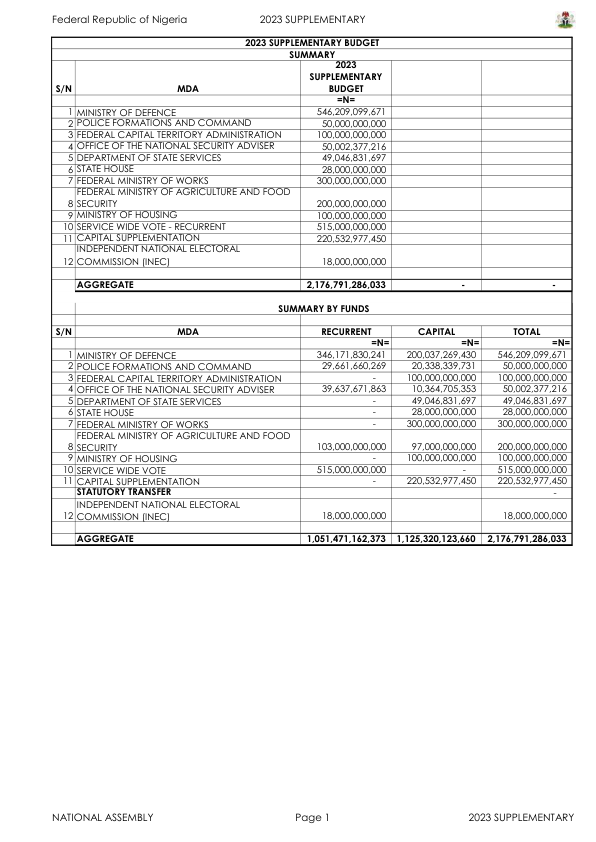 Federal Republic of Nigeria 2023 SUPPLEMENTARY
2023 SUPPLEMENTARY BUDGET
SUMMARY
S/N MDA 2023 SUPPLEMENTARY BUDGET
=N=
1 MINISTRY OF DEFENCE 546,209,099,671
2 POLICE FORMATIONS AND COMMAND 50,000,000,000
3 FEDERAL CAPITAL TERRITORY ADMINISTRATION 100,000,000,000
4 OFFICE OF THE NATIONAL SECURITY ADVISER 50,002,377,216
5 DEPARTMENT OF STATE SERVICES 49,046,831,697
6 STATE HOUSE 28,000,000,000
7 FEDERAL MINISTRY OF WORKS 300,000,000,000
FEDERAL MINISTRY OF AGRICULTURE AND FOOD
8 SECURITY 200,000,000,000
9 MINISTRY OF HOUSING 100,000,000,000
10 SERVICE WIDE VOTE - RECURRENT 515,000,000,000
11 CAPITAL SUPPLEMENTATION 220,532,977,450
INDEPENDENT NATIONAL ELECTORAL
12 COMMISSION (INEC) 18,000,000,000
AGGREGATE 2,176,791,286,033 - -
SUMMARY BY FUNDS
S/N MDA RECURRENT CAPITAL TOTAL
=N= =N= =N=
1 MINISTRY OF DEFENCE 346,171,830,241 200,037,269,430 546,209,099,671
2 POLICE FORMATIONS AND COMMAND 29,661,660,269 20,338,339,731 50,000,000,000
3 FEDERAL CAPITAL TERRITORY ADMINISTRATION - 100,000,000,000 100,000,000,000
4 OFFICE OF THE NATIONAL SECURITY ADVISER 39,637,671,863 10,364,705,353 50,002,377,216
5 DEPARTMENT OF STATE SERVICES - 49,046,831,697 49,046,831,697
6 STATE HOUSE - 28,000,000,000 28,000,000,000
7 FEDERAL MINISTRY OF WORKS - 300,000,000,000 300,000,000,000
FEDERAL MINISTRY OF AGRICULTURE AND FOOD
8 SECURITY 103,000,000,000 97,000,000,000 200,000,000,000
9 MINISTRY OF HOUSING - 100,000,000,000 100,000,000,000
10 SERVICE WIDE VOTE 515,000,000,000 - 515,000,000,000
11 CAPITAL SUPPLEMENTATION - 220,532,977,450 220,532,977,450
STATUTORY TRANSFER -
INDEPENDENT NATIONAL ELECTORAL
12 COMMISSION (INEC) 18,000,000,000 18,000,000,000
AGGREGATE 1,051,471,162,373 1,125,320,123,660 2,176,791,286,033
NATIONAL ASSEMBLY Page 1 2023 SUPPLEMENTARY